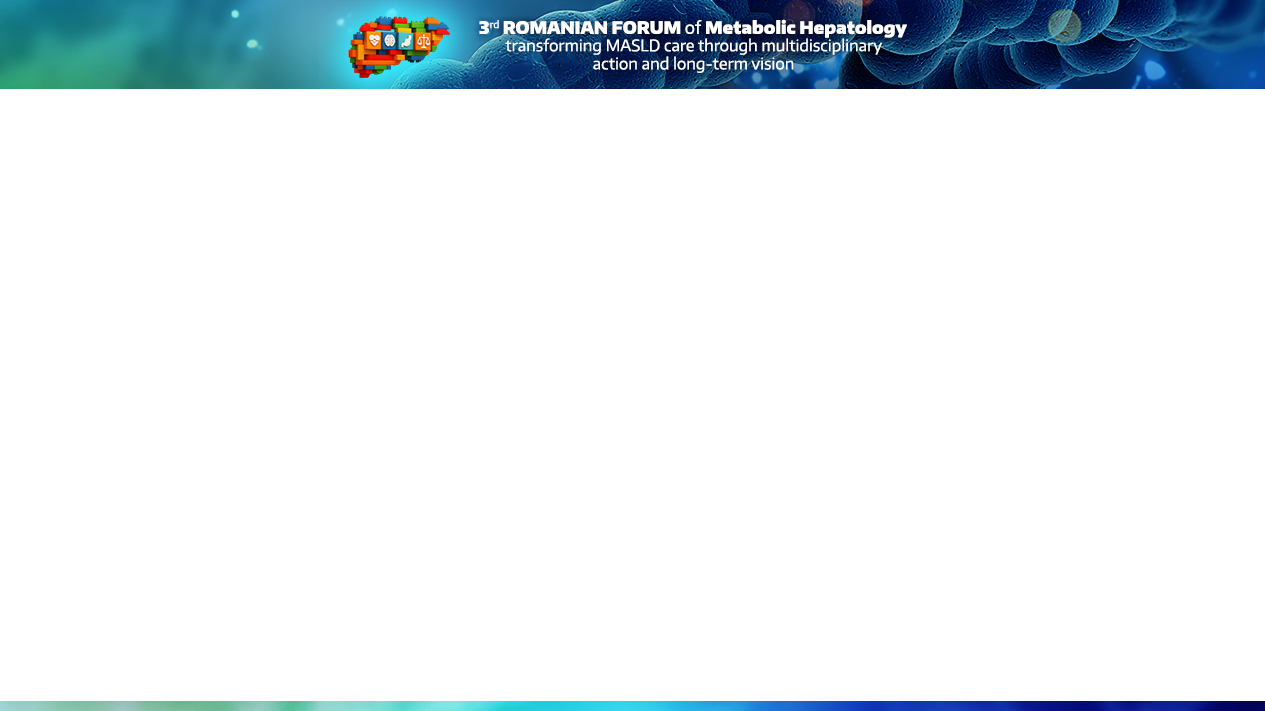 3rd ROMANIAN FORUM of Metabolic Hepatology
transforming MASLD care through multidisciplinary
action and long-term vision